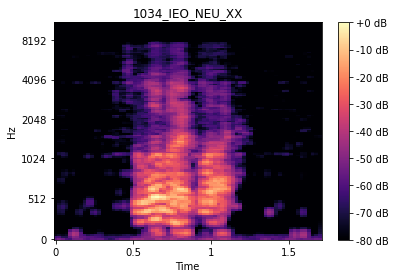 1034_IEO_NEU_XX
+0 dB
8192
-10 dB
4096
-20 dB
-30 dB
2048
Hz
-40 dB
1024
-50 dB
512
-60 dB
-70 dB
0
-80 dB
0
0.5
1
1.5
Time